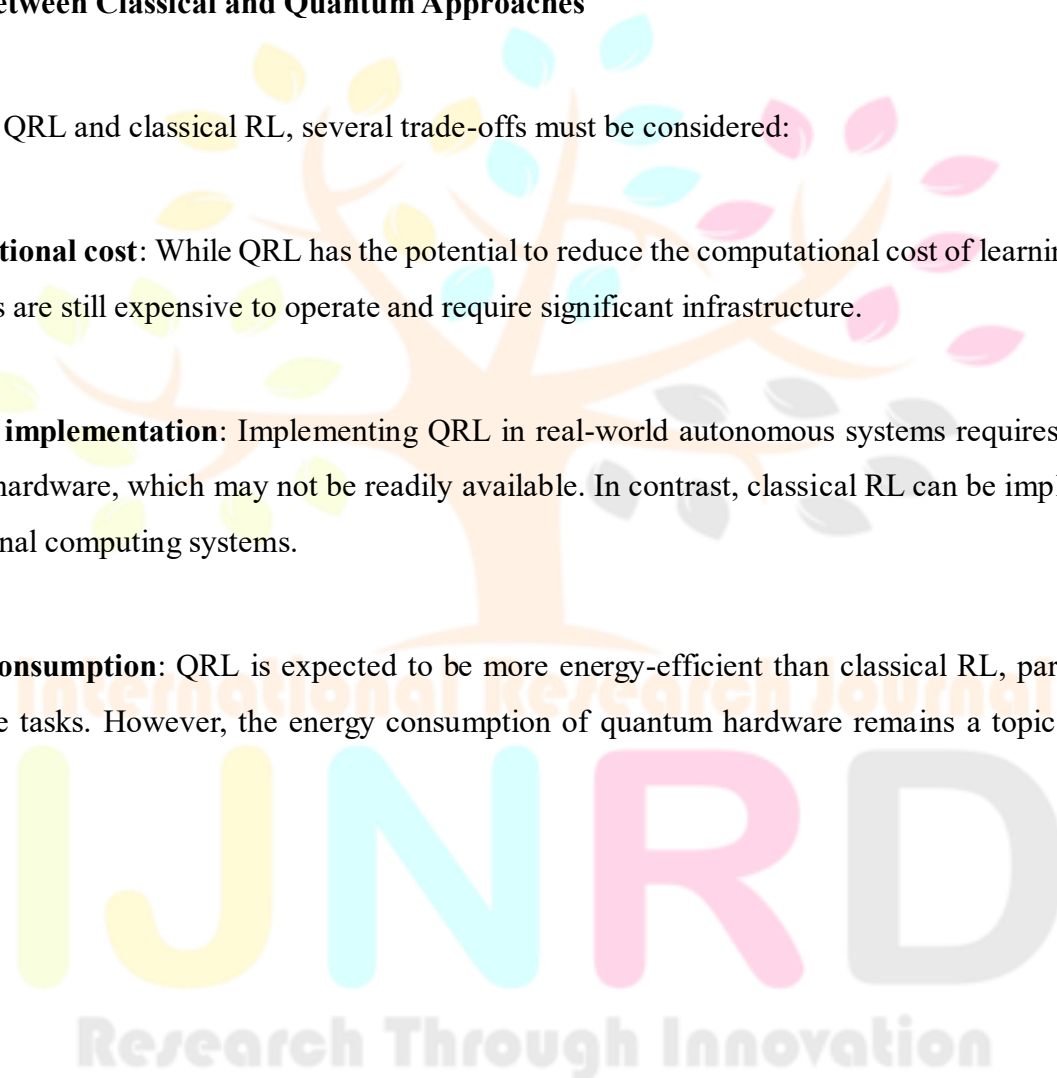 etween Classical and Quantum Approaches
QRL and classical RL, several trade-offs must be considered:
tional cost: While QRL has the potential to reduce the computational cost of learnin
s are still expensive to operate and require significant infrastructure.
implementation: Implementing QRL in real-world autonomous systems requires
hardware, which may not be readily available. In contrast, classical RL can be impl
nal computing systems.
onsumption: QRL is expected to be more energy-efficient than classical RL, par
International Research Journal
e tasks. However, the energy consumption of quantum hardware remains a topic
IJNRD
Research Through Innovation